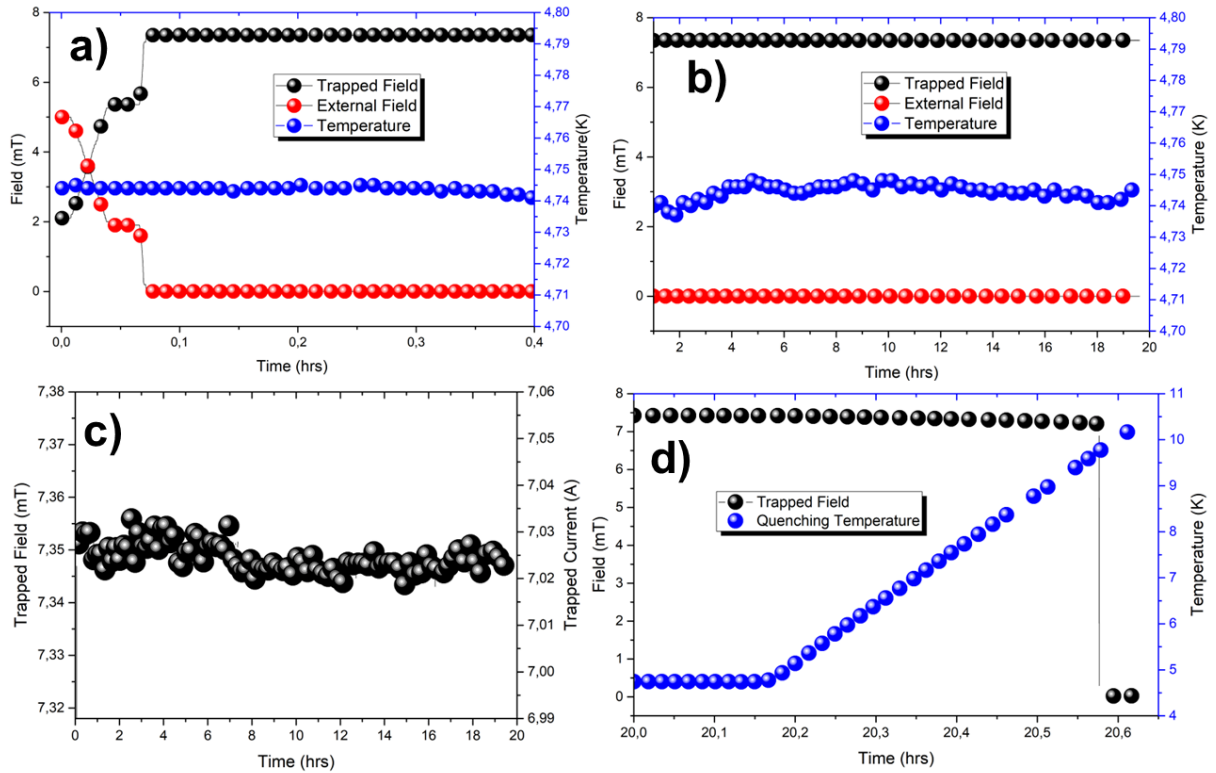 a)
Field (mT)
8
6
4
2
0
Trapped Field
External Field
Temperature
Temperature(K)
4,80
4,79
4,78
4,77
4,76
4,75
4,74
4,73
4,72
4,71
4,70
0,0 0,1 0,2 0,3 0,4
Time (hrs)
b)
Fied (mT)
8
6
4
2
0
Trapped Field
External Field
Temperature
Temperature (K)
4,80
4,79
4,78
4,77
4,76
4,75
4,74
4,73
4,72
4,71
4,70
2 4 6 8 10 12 14 16 18 20
Time (hrs)
c)
Trapped Field (mT)
7,38
7,37
7,36
7,35
7,34
7,33
7,32
Trapped Current (A)
7,06
7,05
7,04
7,03
7,02
7,01
7,00
6,99
0 2 4 6 8 10 12 14 16 18 20
Time (hrs)
d)
Field (mT)
8
7
6
5
4
3
2
1
0
Trapped Field
Quenching Temperature
Temperature (K)
11
10
9
8
7
6
5
4
20,0 20,1 20,2 20,3 20,4 20,5 20,6
Time (hrs)